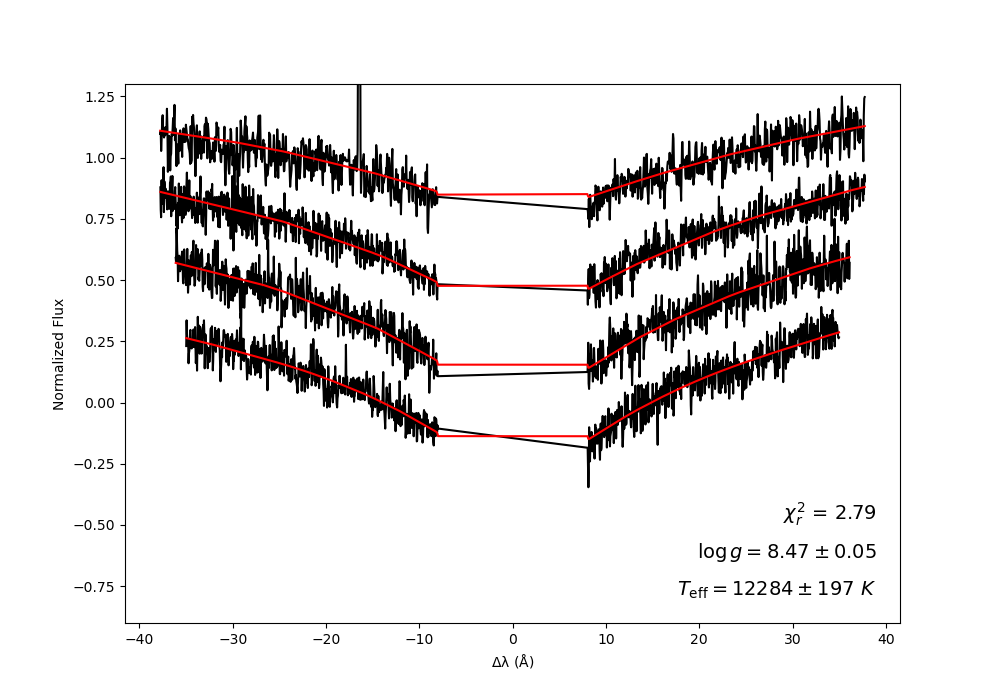 1.25
1.00
0.75
0.50
0.25
0.00
−0.25
−0.50
−0.75
Normalized Flux
χ²ᵣ = 2.79
log g = 8.47 ± 0.05
T_eff = 12284 ± 197 K
−40 −30 −20 −10 0 10 20 30 40
Δλ (Å)